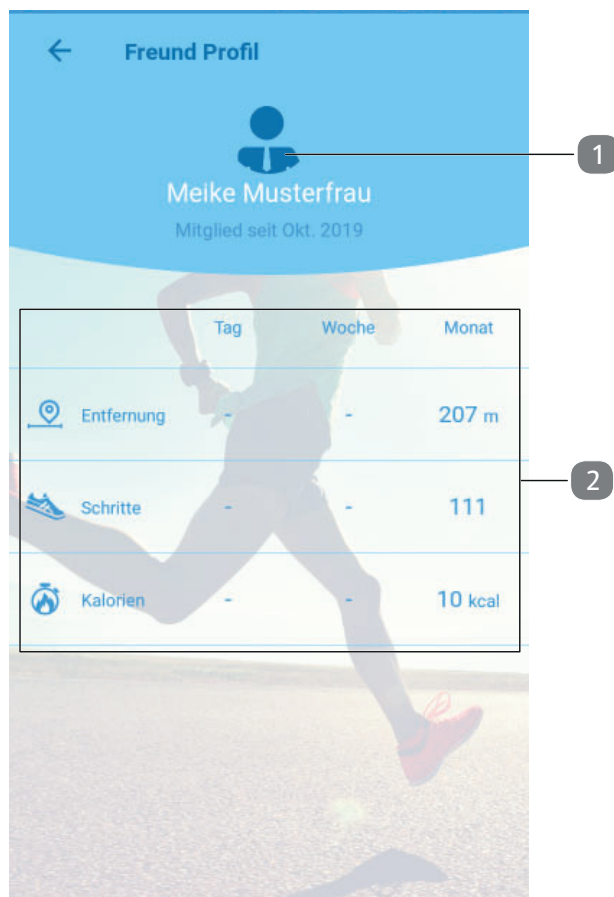 Freund Profil
1
Meike Musterfrau
Mitglied seit Okt. 2019
Tag Woche Monat
Entfernung - - 207 m
2
Schritte - - 111
Kalorien - - 10 kcal